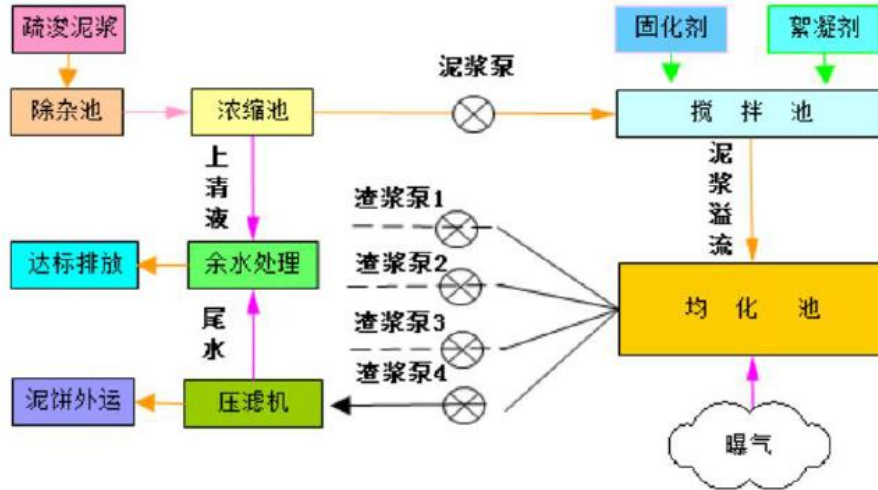 疏浚泥浆
固化剂
絮凝剂
泥浆泵
除杂池
浓缩池
搅拌池
上清液
泥浆溢流
渣浆泵1
达标排放
余水处理
渣浆泵2
均化池
尾水
渣浆泵3
渣浆泵4
泥饼外运
压滤机
曝气